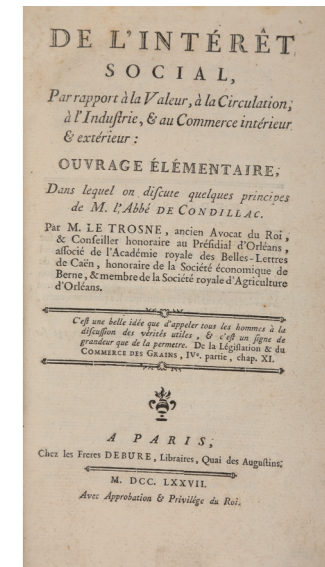 DE L'INTÉRÊT
SOCIAL,
Par rapport à la Valeur, à la Circulation,
à l'Induſtrie, & au Commerce intérieur
& extérieur :
OUVRAGE ÉLÉMENTAIRE,
Dans lequel on diſcute quelques principes
de M. l'Abbé DE CONDILLAC.
Par M. LE TROSNE, ancien Avocat du Roi,
& Conſeiller honoraire au Préſidial d'Orléans,
aſſocié de l'Académie royale des Belles-Lettres
de Caën, honoraire de la Société économique de
Berne, & membre de la Société royale d'Agriculture
d'Orléans.
C'eſt une belle idée que d'appeler tous les hommes à la
diſcuſſion des vérités utiles, & c'eſt un ſigne de
grandeur que de la permetre. De la Légiſlation & du
COMMERCE DES GRAINS, IVe. partie, chap. XI.
A PARIS,
Chez les Freres DEBURE, Libraires, Quai des Auguſtins,
M. DCC. LXXVII.
Avec Approbation & Privilége du Roi.